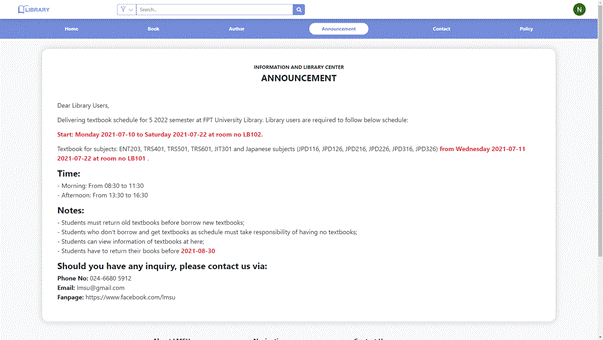 LIBRARY
Search...
N
Home Book Author Announcement Contact Policy
INFORMATION AND LIBRARY CENTER
ANNOUNCEMENT
Dear Library Users,
Delivering textbook schedule for 5 2022 semester at FPT University Library. Library users are required to follow below schedule:
Start: Monday 2021-07-10 to Saturday 2021-07-22 at room no LB102.
Textbook for subjects: ENT203, TRS401, TRS501, TRS601, JIT301 and Japanese subjects (JPD116, JPD126, JPD216, JPD226, JPD316, JPD326) from Wednesday 2021-07-11
2021-07-22 at room no LB101 .
Time:
- Morning: From 08:30 to 11:30
- Afternoon: From 13:30 to 16:30
Notes:
- Students must return old textbooks before borrow new textbooks;
- Students who don't borrow and get textbooks as schedule must take responsibility of having no textbooks;
- Students can view information of textbooks at here;
- Students have to return their books before 2021-08-30
Should you have any inquiry, please contact us via:
Phone No: 024-6680 5912
Email: lmsu@gmail.com
Fanpage: https://www.facebook.com/lmsu